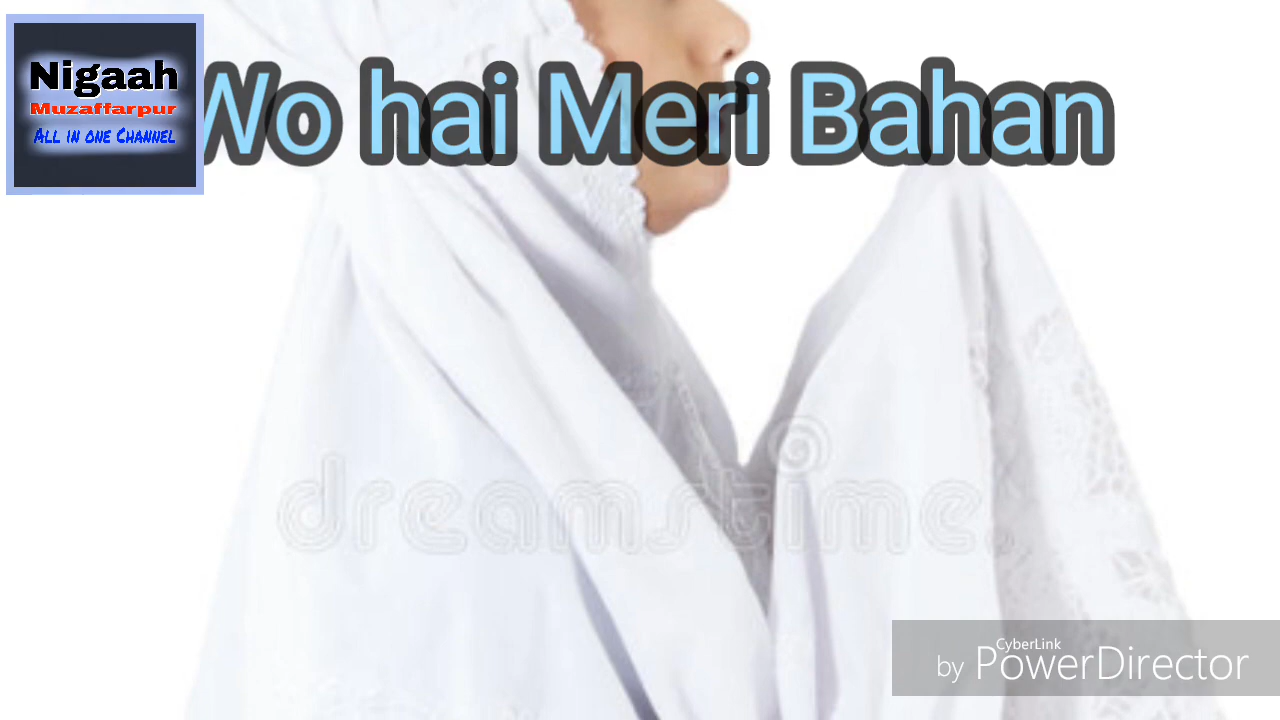 Nigaah
Muzaffarpur
All in one Channel
Wo hai Meri Bahan
dreamstime
CyberLink
by PowerDirector